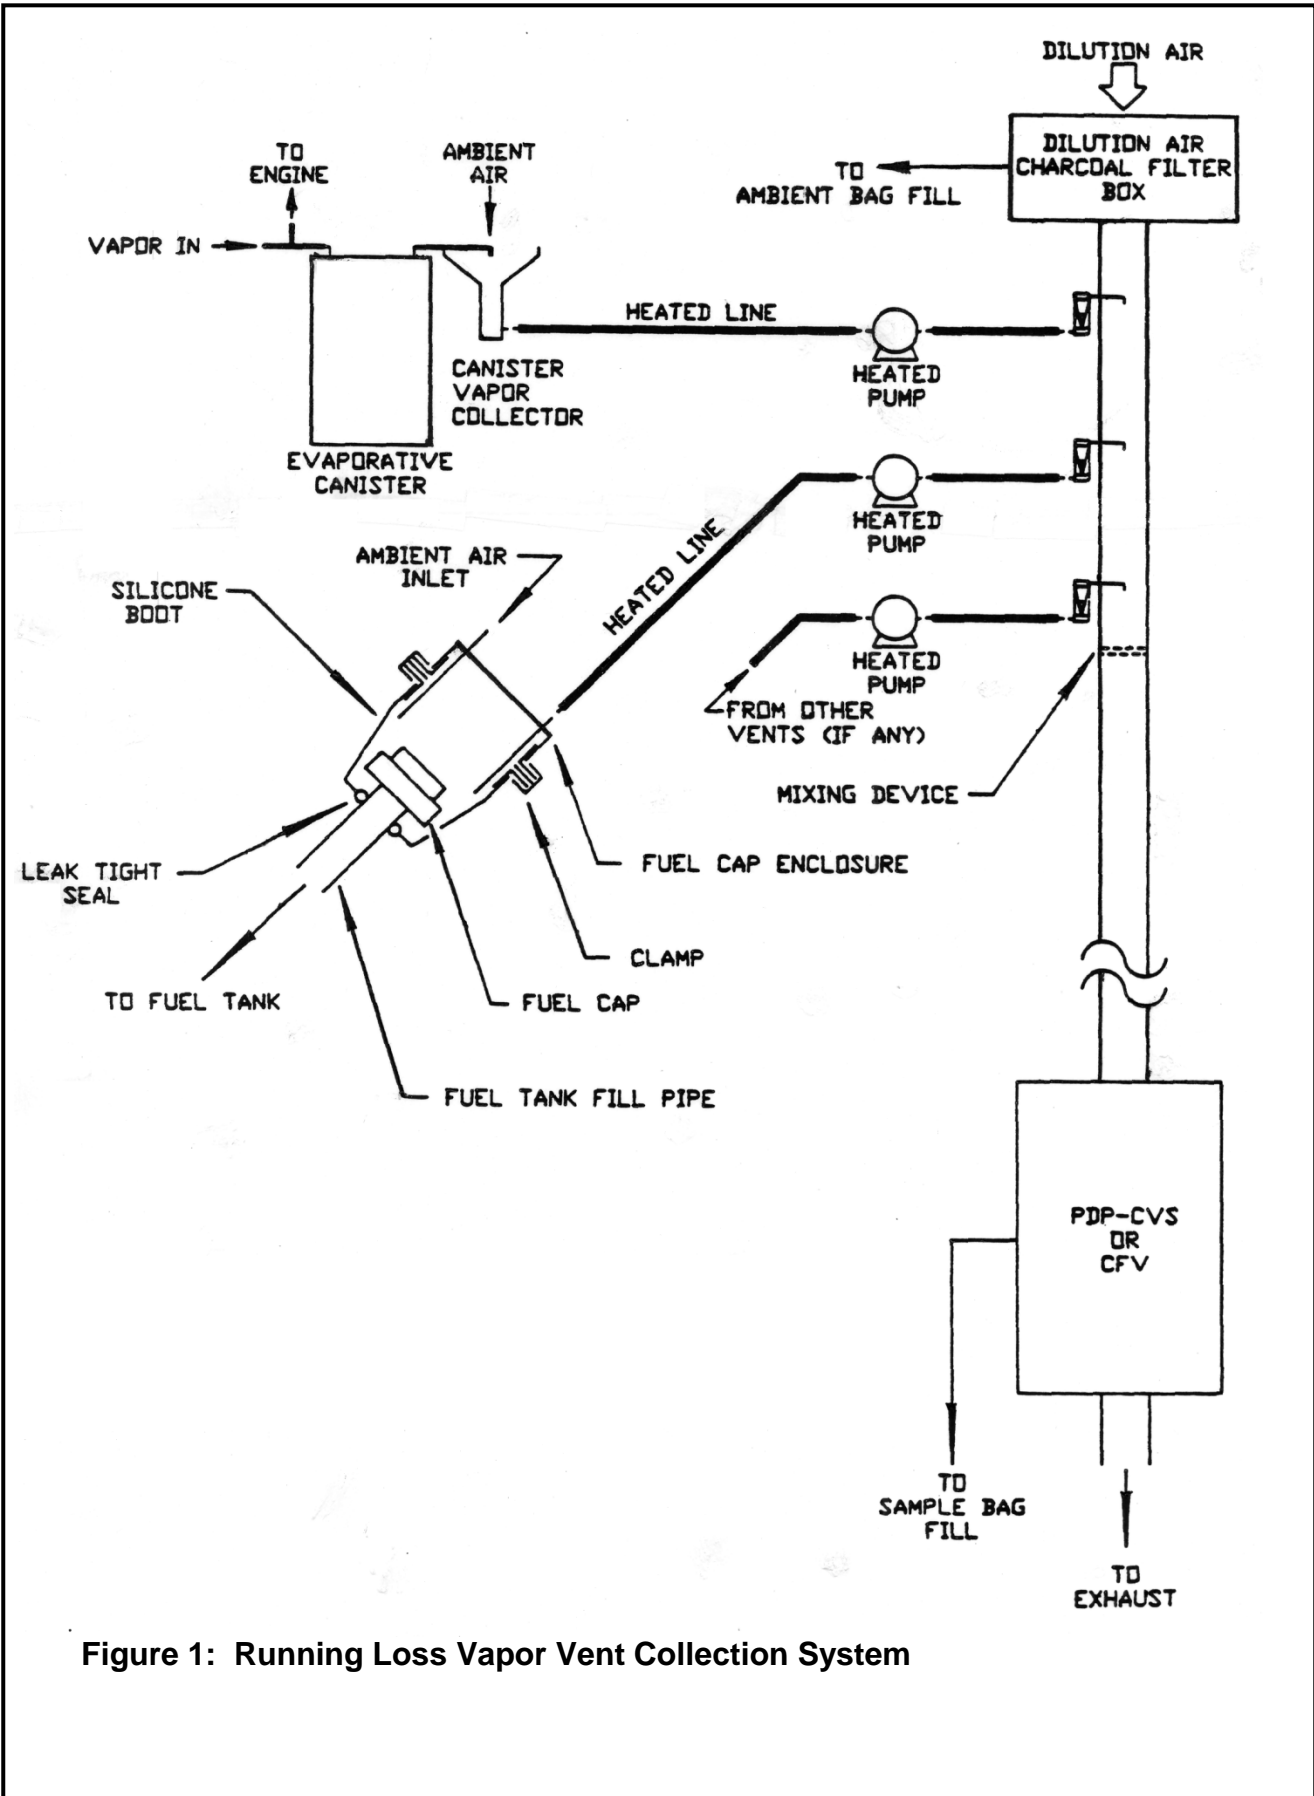 DILUTION AIR
DILUTION AIR
CHARCOAL FILTER
BOX
TO
AMBIENT BAG FILL
TO
ENGINE
AMBIENT
AIR
VAPOR IN
HEATED LINE
CANISTER
VAPOR
COLLECTOR
HEATED
PUMP
EVAPORATIVE
CANISTER
HEATED
PUMP
HEATED LINE
AMBIENT AIR
INLET
SILICONE
BOOT
HEATED
PUMP
FROM OTHER
VENTS (IF ANY)
MIXING DEVICE
LEAK TIGHT
SEAL
FUEL CAP ENCLOSURE
CLAMP
TO FUEL TANK
FUEL CAP
FUEL TANK FILL PIPE
PDP-CVS
OR
CFV
TO
SAMPLE BAG
FILL
TO
EXHAUST
Figure 1: Running Loss Vapor Vent Collection System